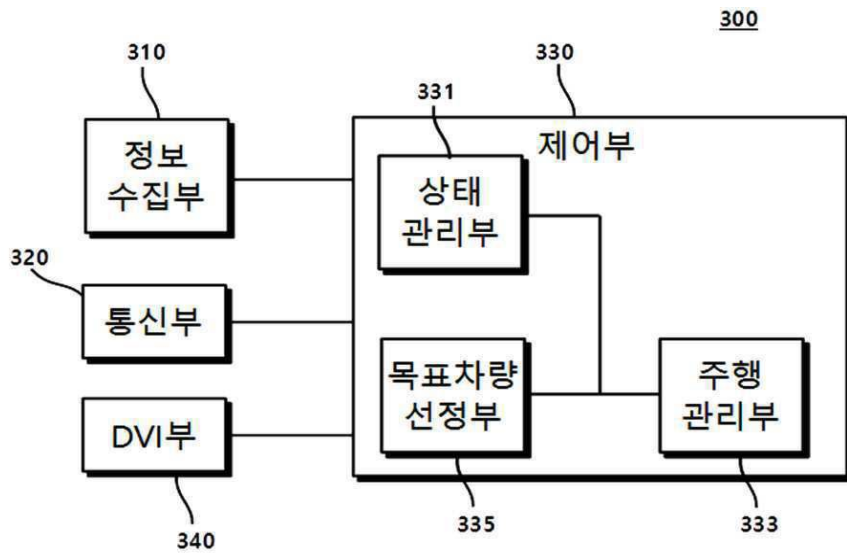 300
310
330
331
정보
수집부
제어부
상태
관리부
320
통신부
목표차량
선정부
주행
관리부
DVI부
340
335
333